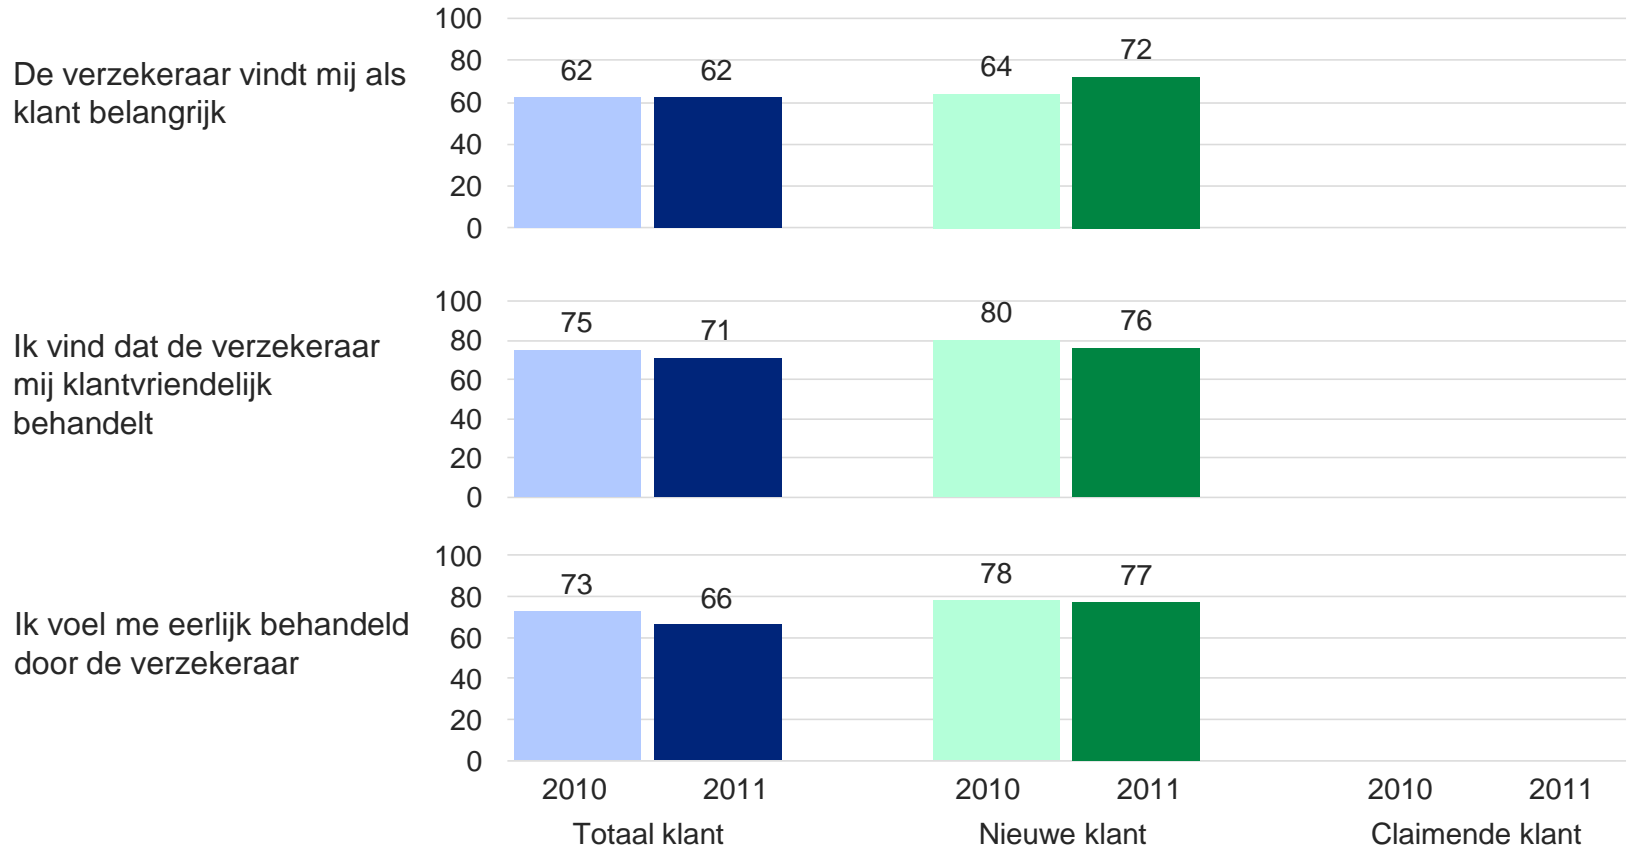 100
80
60
40
20
0
De verzekeraar vindt mij als
klant belangrijk
62 62 64 72
100
80
60
40
20
0
Ik vind dat de verzekeraar
mij klantvriendelijk
behandelt
75 71 80 76
100
80
60
40
20
0
Ik voel me eerlijk behandeld
door de verzekeraar
73 66 78 77
2010 2011 2010 2011 2010 2011
Totaal klant Nieuwe klant Claimende klant